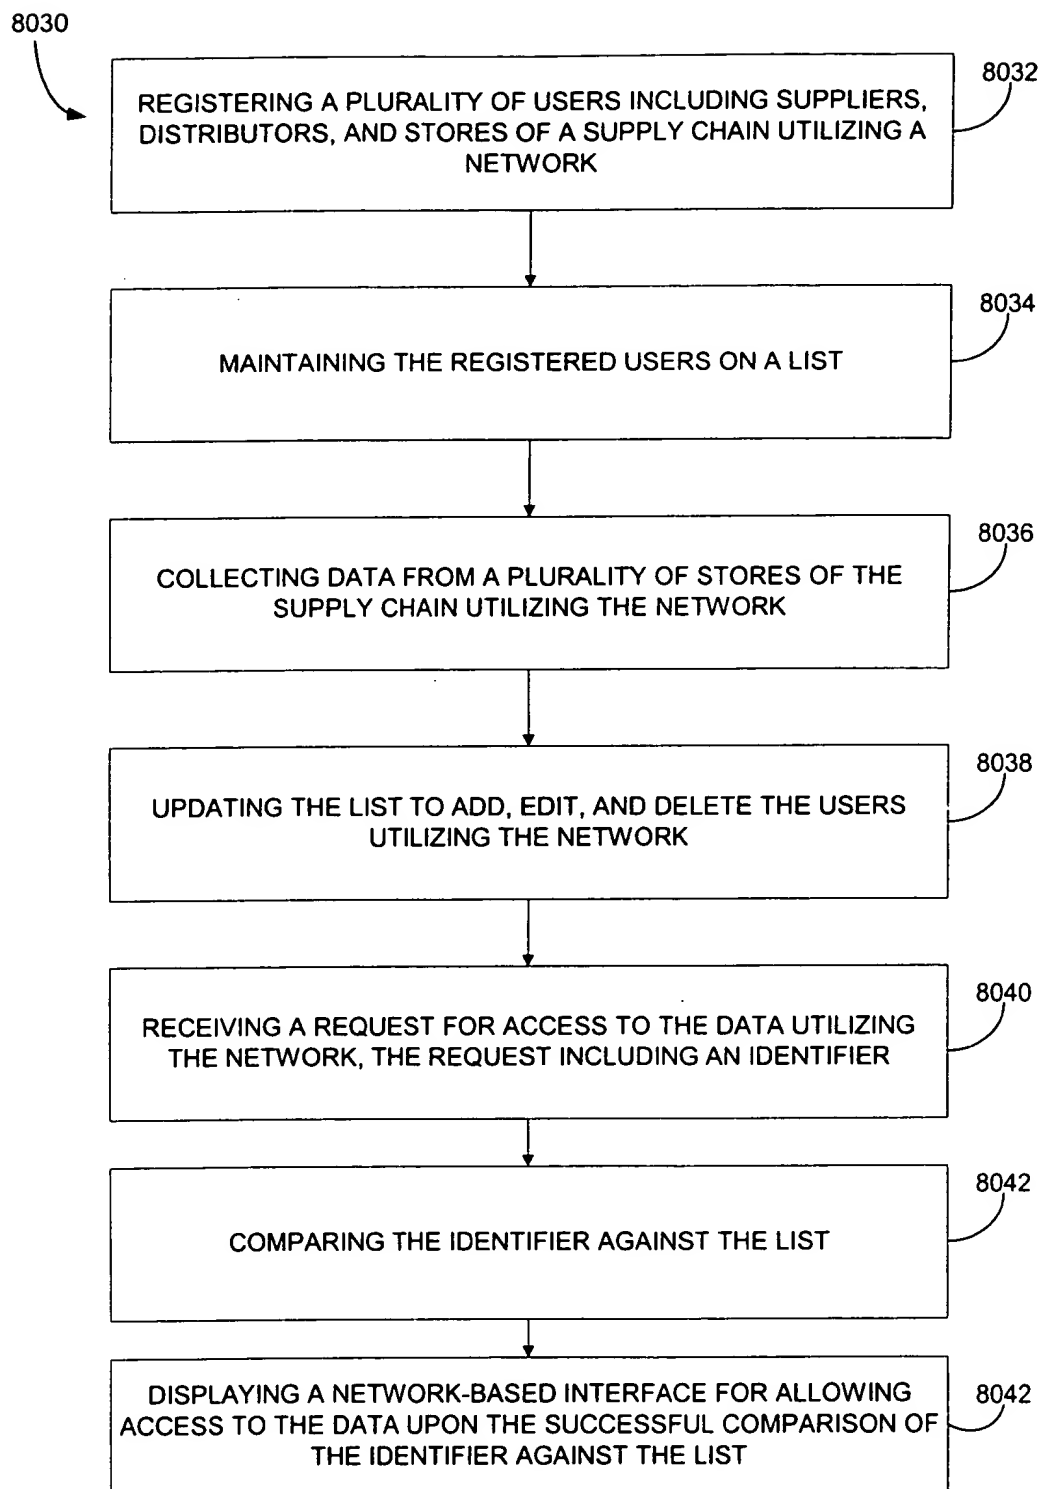 8030
8032
REGISTERING A PLURALITY OF USERS INCLUDING SUPPLIERS,
DISTRIBUTORS, AND STORES OF A SUPPLY CHAIN UTILIZING A
NETWORK
8034
MAINTAINING THE REGISTERED USERS ON A LIST
8036
COLLECTING DATA FROM A PLURALITY OF STORES OF THE
SUPPLY CHAIN UTILIZING THE NETWORK
8038
UPDATING THE LIST TO ADD, EDIT, AND DELETE THE USERS
UTILIZING THE NETWORK
8040
RECEIVING A REQUEST FOR ACCESS TO THE DATA UTILIZING
THE NETWORK, THE REQUEST INCLUDING AN IDENTIFIER
8042
COMPARING THE IDENTIFIER AGAINST THE LIST
8042
DISPLAYING A NETWORK-BASED INTERFACE FOR ALLOWING
ACCESS TO THE DATA UPON THE SUCCESSFUL COMPARISON OF
THE IDENTIFIER AGAINST THE LIST